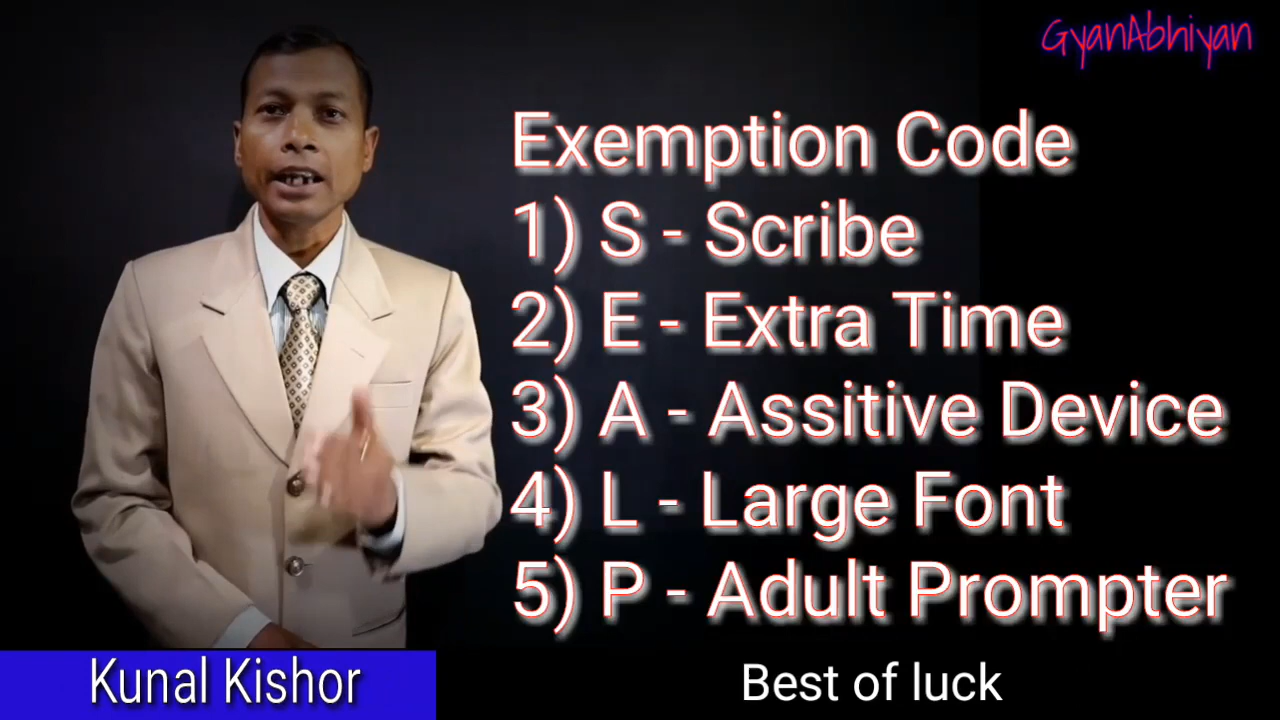 GyanAbhiyan
Exemption Code
1) S - Scribe
2) E - Extra Time
3) A - Assitive Device
4) L - Large Font
5) P - Adult Prompter
Kunal Kishor
Best of luck